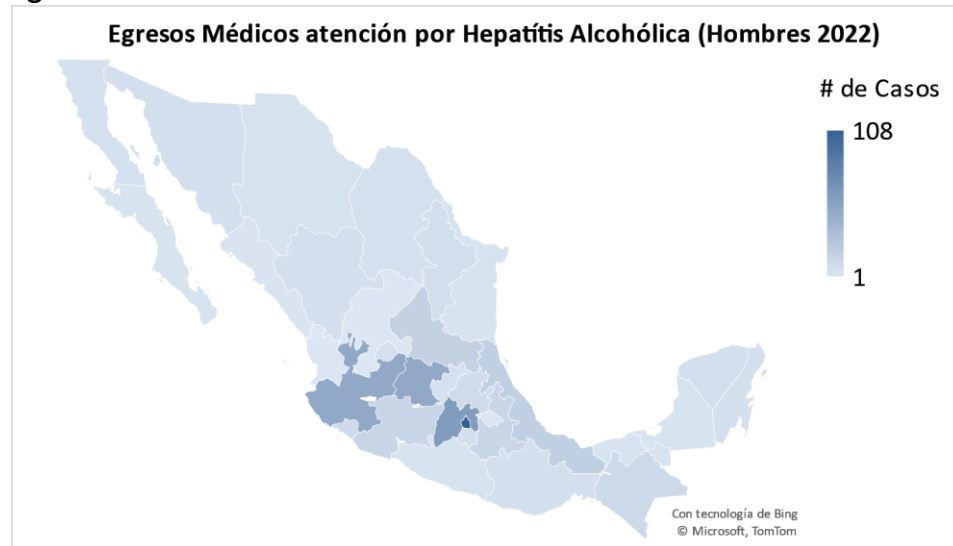 Egresos Médicos atención por Hepatítis Alcohólica (Hombres 2022)
# de Casos
108
1
Con tecnología de Bing
© Microsoft, TomTom